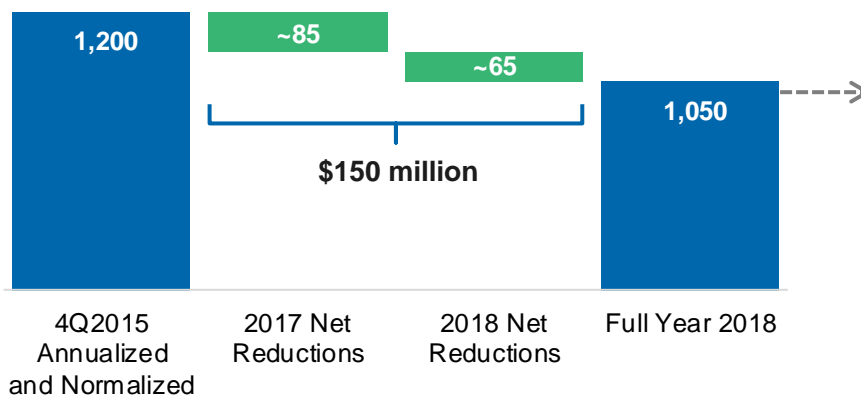 1,200
~85
~65
1,050
$150 million
4Q2015
Annualized
and Normalized
2017 Net
Reductions
2018 Net
Reductions
Full Year 2018